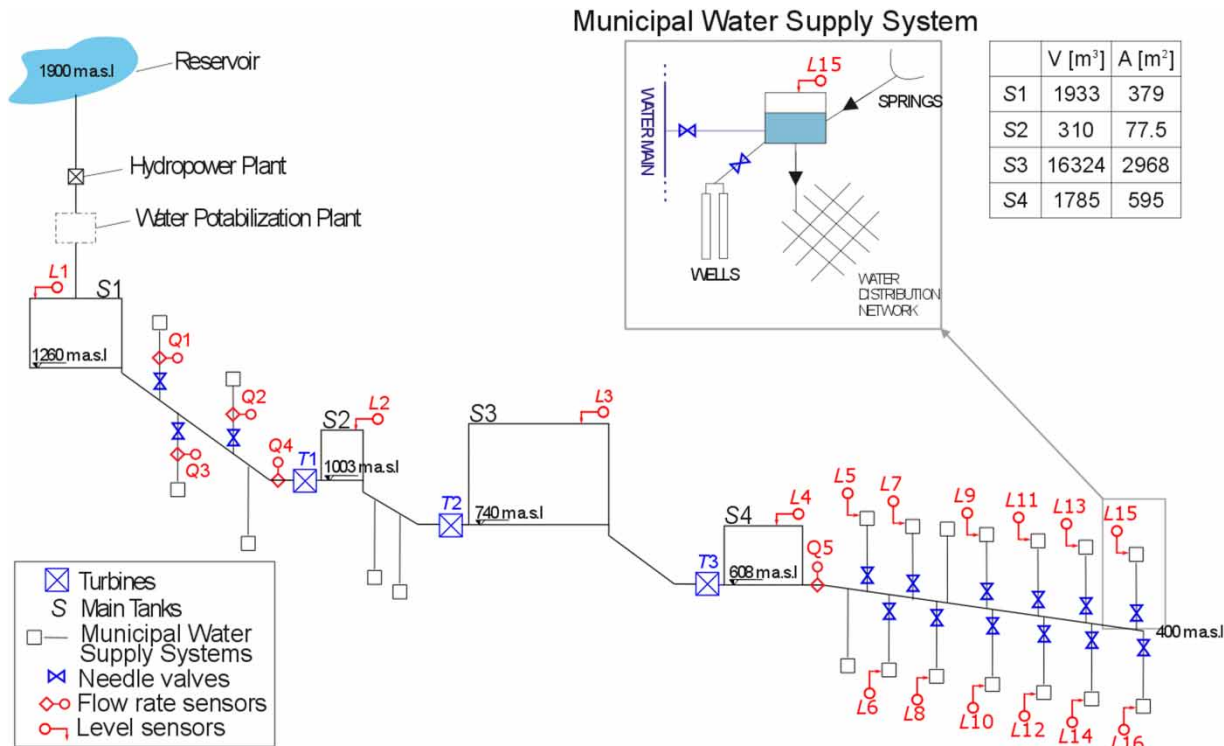 Municipal Water Supply System
1900 m.a.s.l
Reservoir
Hydropower Plant
Water Potabilization Plant
L1
S1
1260 m.a.s.l
Q1
Q2
Q3
Q4
T1
S2
L2
1003 m.a.s.l
T2
S3
L3
740 m.a.s.l
T3
S4
L4
608 m.a.s.l
Q5
L5
L7
L9
L11
L13
L15
L6
L8
L10
L12
L14
L16
400 m.a.s.l
WATER MAIN
L15
SPRINGS
WELLS
WATER
DISTRIBUTION
NETWORK
V [m³] A [m²]
S1 1933 379
S2 310 77.5
S3 16324 2968
S4 1785 595
Turbines
S Main Tanks
Municipal Water
Supply Systems
Needle valves
Flow rate sensors
Level sensors